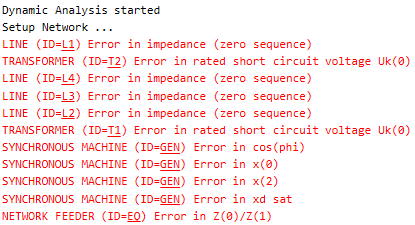 Dynamic Analysis started
Setup Network ...
LINE (ID=L1) Error in impedance (zero sequence)
TRANSFORMER (ID=T2) Error in rated short circuit voltage Uk(0)
LINE (ID=L4) Error in impedance (zero sequence)
LINE (ID=L3) Error in impedance (zero sequence)
LINE (ID=L2) Error in impedance (zero sequence)
TRANSFORMER (ID=T1) Error in rated short circuit voltage Uk(0)
SYNCHRONOUS MACHINE (ID=GEN) Error in cos(phi)
SYNCHRONOUS MACHINE (ID=GEN) Error in x(0)
SYNCHRONOUS MACHINE (ID=GEN) Error in x(2)
SYNCHRONOUS MACHINE (ID=GEN) Error in xd sat
NETWORK FEEDER (ID=EQ) Error in Z(0)/Z(1)